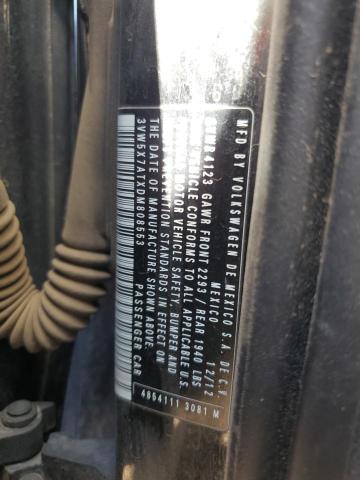 MFD BY VOLKSWAGEN DE MEXICO S.A. DE C.V.
MEXICO 12/12
4123 GAWR FRONT 2293 / REAR 1940 LBS
VEHICLE CONFORMS TO ALL APPLICABLE U.S.
MOTOR VEHICLE SAFETY, BUMPER AND
PREVENTION STANDARDS IN EFFECT ON
THE DATE OF MANUFACTURE SHOWN ABOVE.
3VW5X7ATXDM808563 PASSENGER CAR
4864111 3081 M